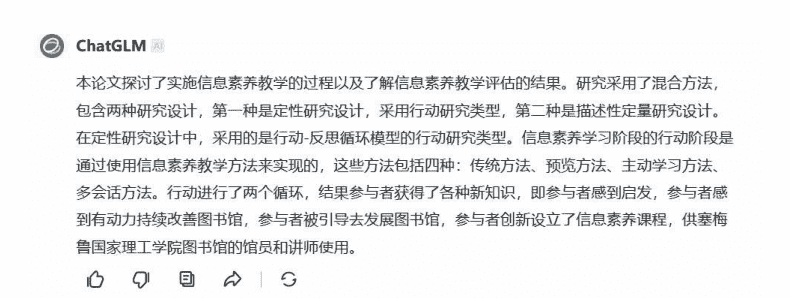 ChatGLM AI
本论文探讨了实施信息素养教学的过程以及了解信息素养教学评估的结果。研究采用了混合方法，
包含两种研究设计，第一种是定性研究设计，采用行动研究类型，第二种是描述性定量研究设计。
在定性研究设计中，采用的是行动-反思循环模型的行动研究类型。信息素养学习阶段的行动阶段是
通过使用信息素养教学方法来实现的，这些方法包括四种：传统方法、预览方法、主动学习方法、
多会话方法。行动进行了两个循环，结果参与者获得了各种新知识，即参与者感到启发，参与者感
到有动力持续改善图书馆，参与者被引导去发展图书馆，参与者创新设立了信息素养课程，供塞梅
鲁国家理工学院图书馆的馆员和讲师使用。